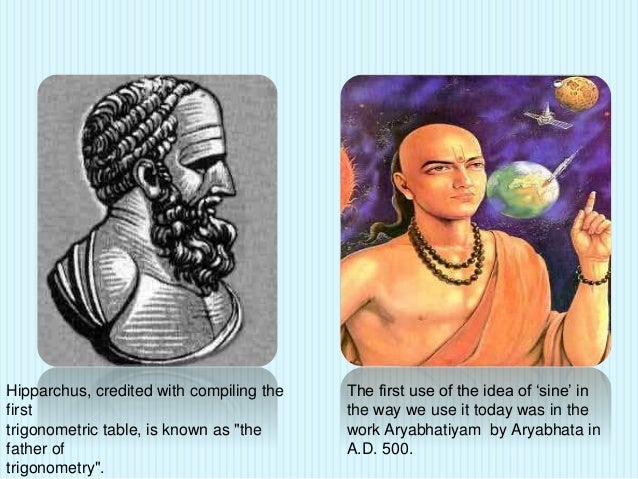 Hipparchus, credited with compiling the
first
trigonometric table, is known as "the
father of
trigonometry".
The first use of the idea of ‘sine’ in
the way we use it today was in the
work Aryabhatiyam  by Aryabhata in
A.D. 500.